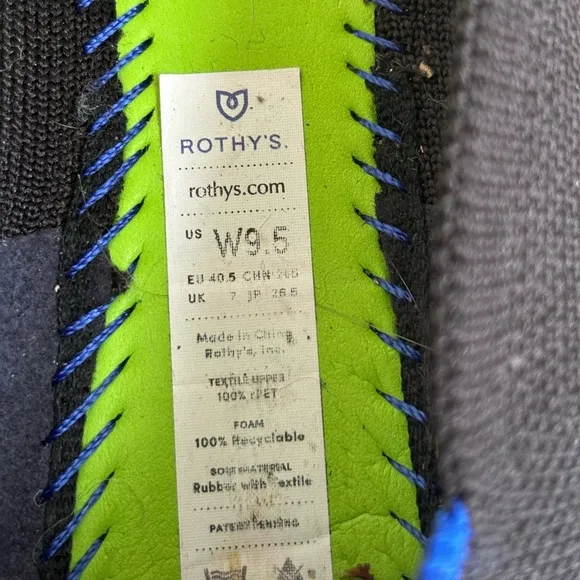 ROTHY'S.
rothys.com
US W9.5
EU 40.5 CHN 265
UK 7 JP 26.5
Made in China
Rothy's, Inc.
TEXTILE UPPER
100% rPET
FOAM
100% Recyclable
SOLE MATERIAL
Rubber with Textile
PATENT PENDING